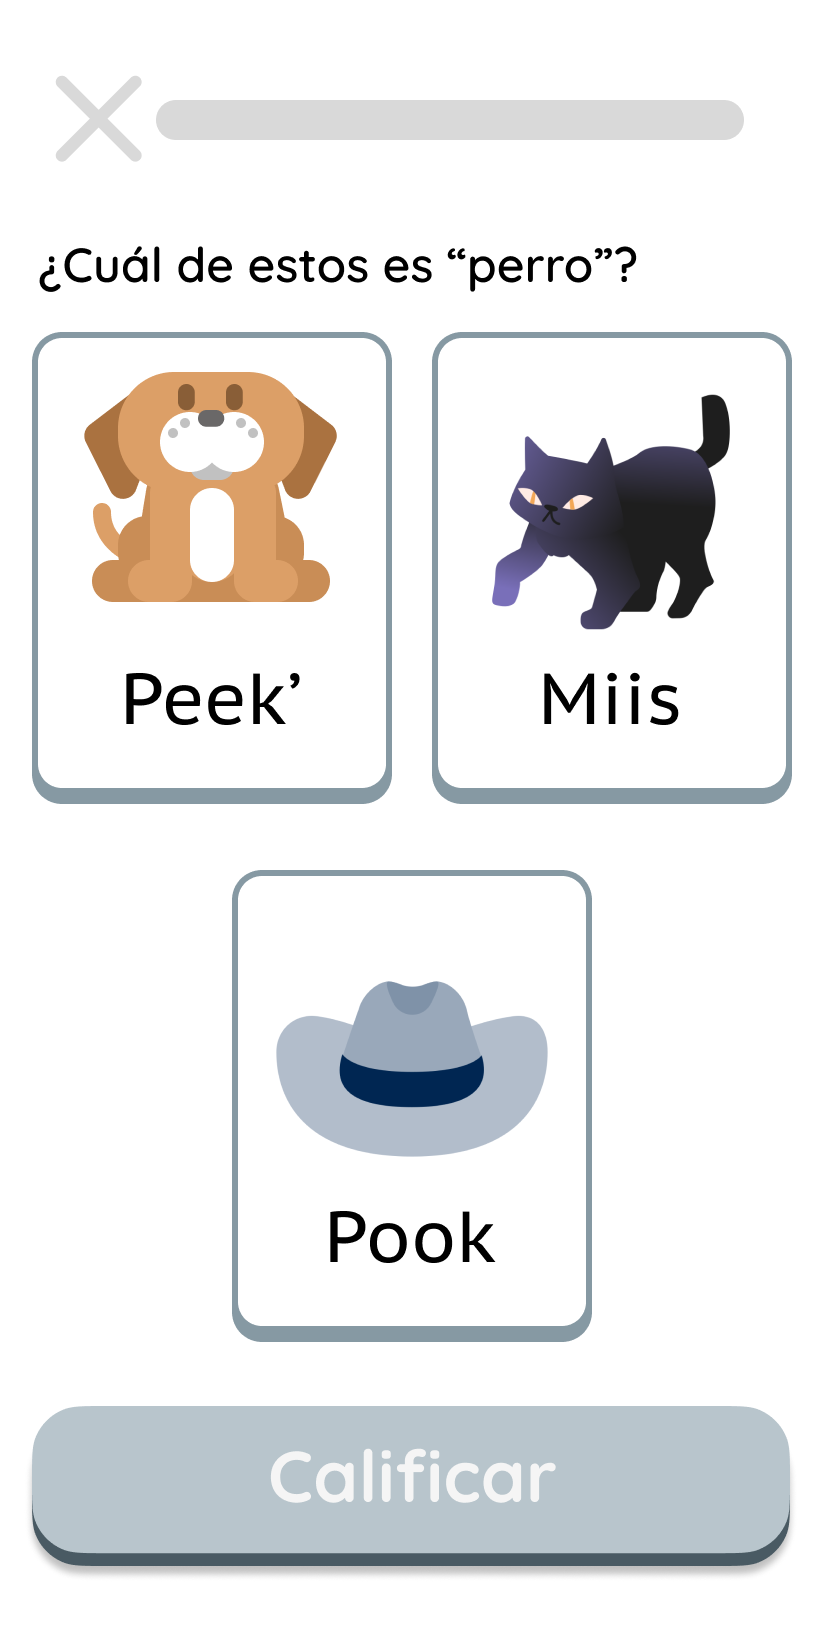 ¿Cuál de estos es “perro”?
Peek’
Miis
Pook
Calificar